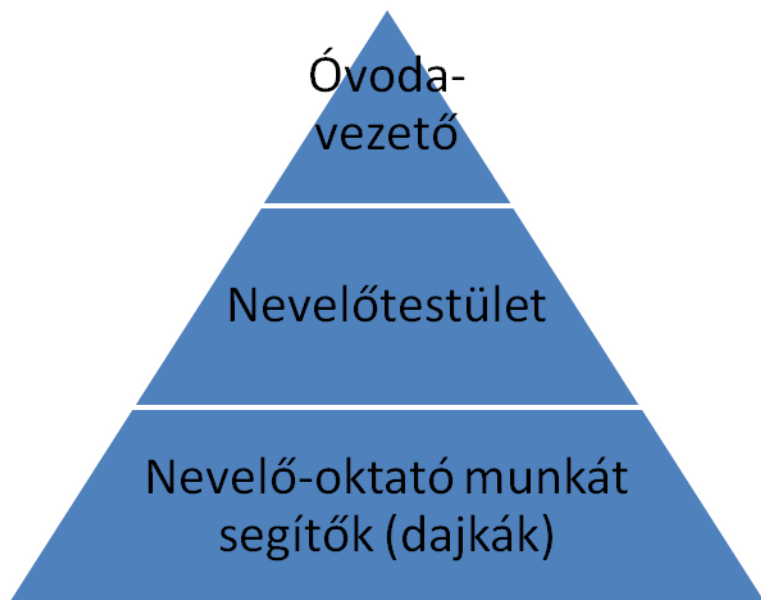 Óvoda-
vezető
Nevelőtestület
Nevelő-oktató munkát
segítők (dajkák)